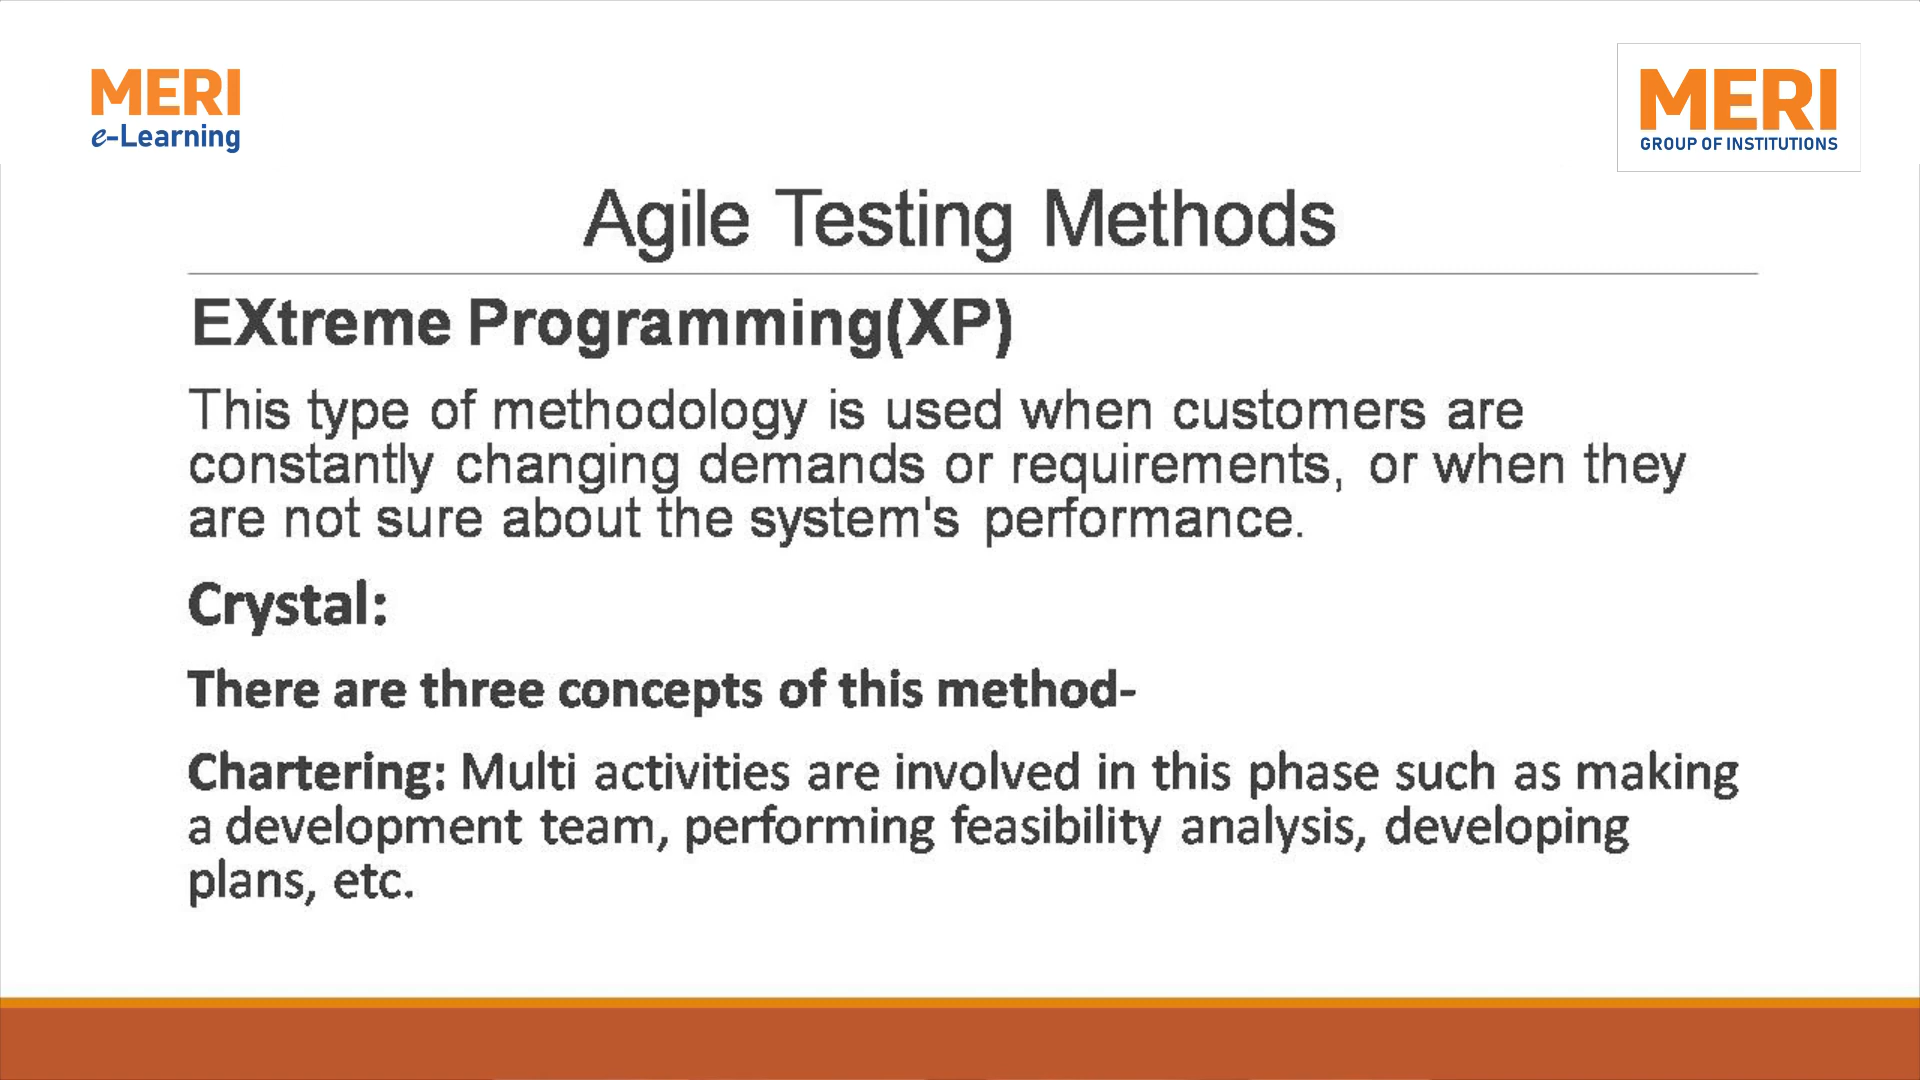 MERI
e-Learning
MERI
GROUP OF INSTITUTIONS
Agile Testing Methods
EXtreme Programming(XP)
This type of methodology is used when customers are
constantly changing demands or requirements, or when they
are not sure about the system's performance.
Crystal:
There are three concepts of this method-
Chartering: Multi activities are involved in this phase such as making
a development team, performing feasibility analysis, developing
plans, etc.